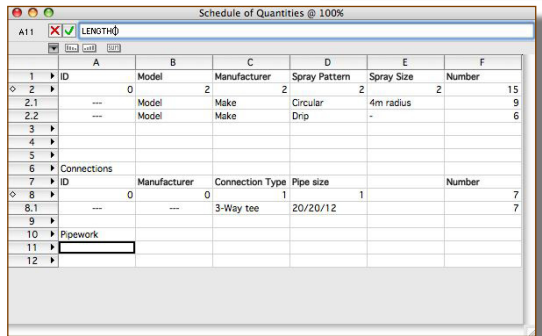 Schedule of Quantities @ 100%
A11 LENGTH()
SUM
A B C D E F
1 ID Model Manufacturer Spray Pattern Spray Size Number
2 0 2 2 2 2 15
2.1 --- Model Make Circular 4m radius 9
2.2 --- Model Make Drip - 6
3
4
5
6 Connections
7 ID Manufacturer Connection Type Pipe size Number
8 0 0 1 1 7
8.1 --- --- 3-Way tee 20/20/12 7
9
10 Pipework
11
12